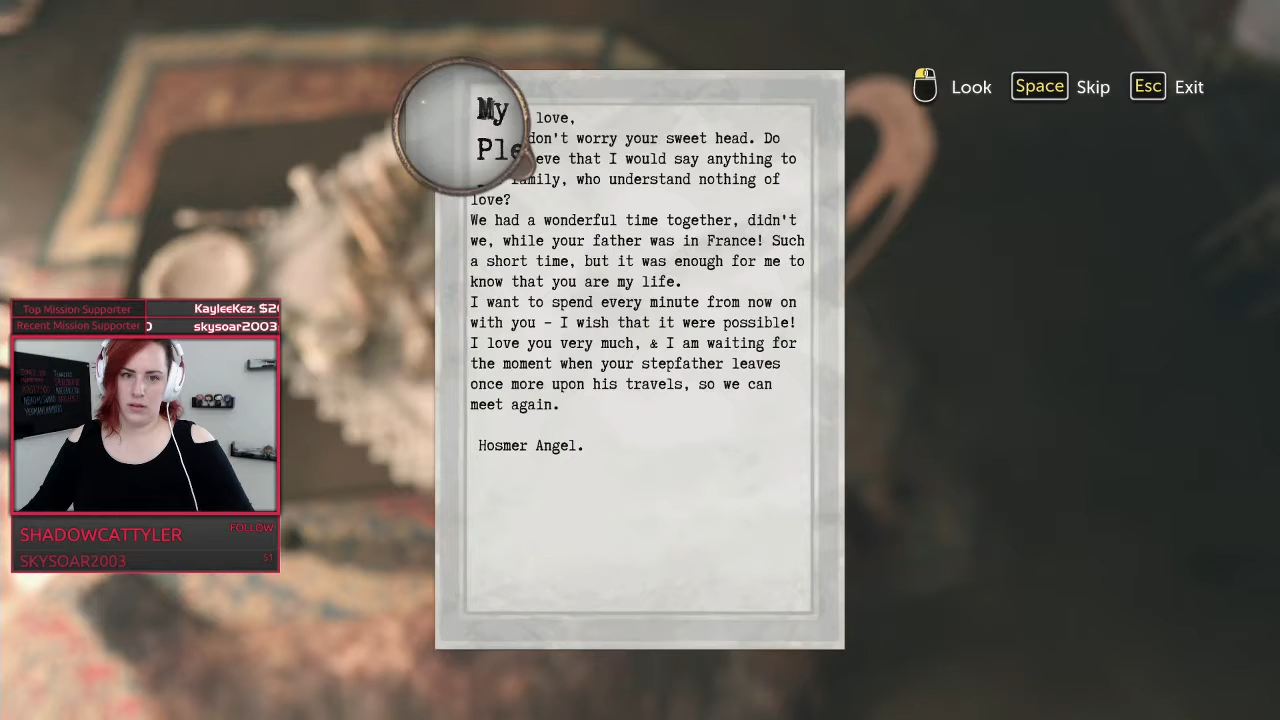 Look Space Skip Esc Exit
My love,
Ple don't worry your sweet head. Do
eve that I would say anything to
amily, who understand nothing of
love?
We had a wonderful time together, didn't
we, while your father was in France! Such
a short time, but it was enough for me to
know that you are my life.
I want to spend every minute from now on
with you – I wish that it were possible!
I love you very much, & I am waiting for
the moment when your stepfather leaves
once more upon his travels, so we can
meet again.
Hosmer Angel.
Top Mission Supporter KayleeKez: $2
Recent Mission Supporter 0 skysoar2003:
SHADOWCATTYLER FOLLOW
SKYSOAR2003 51